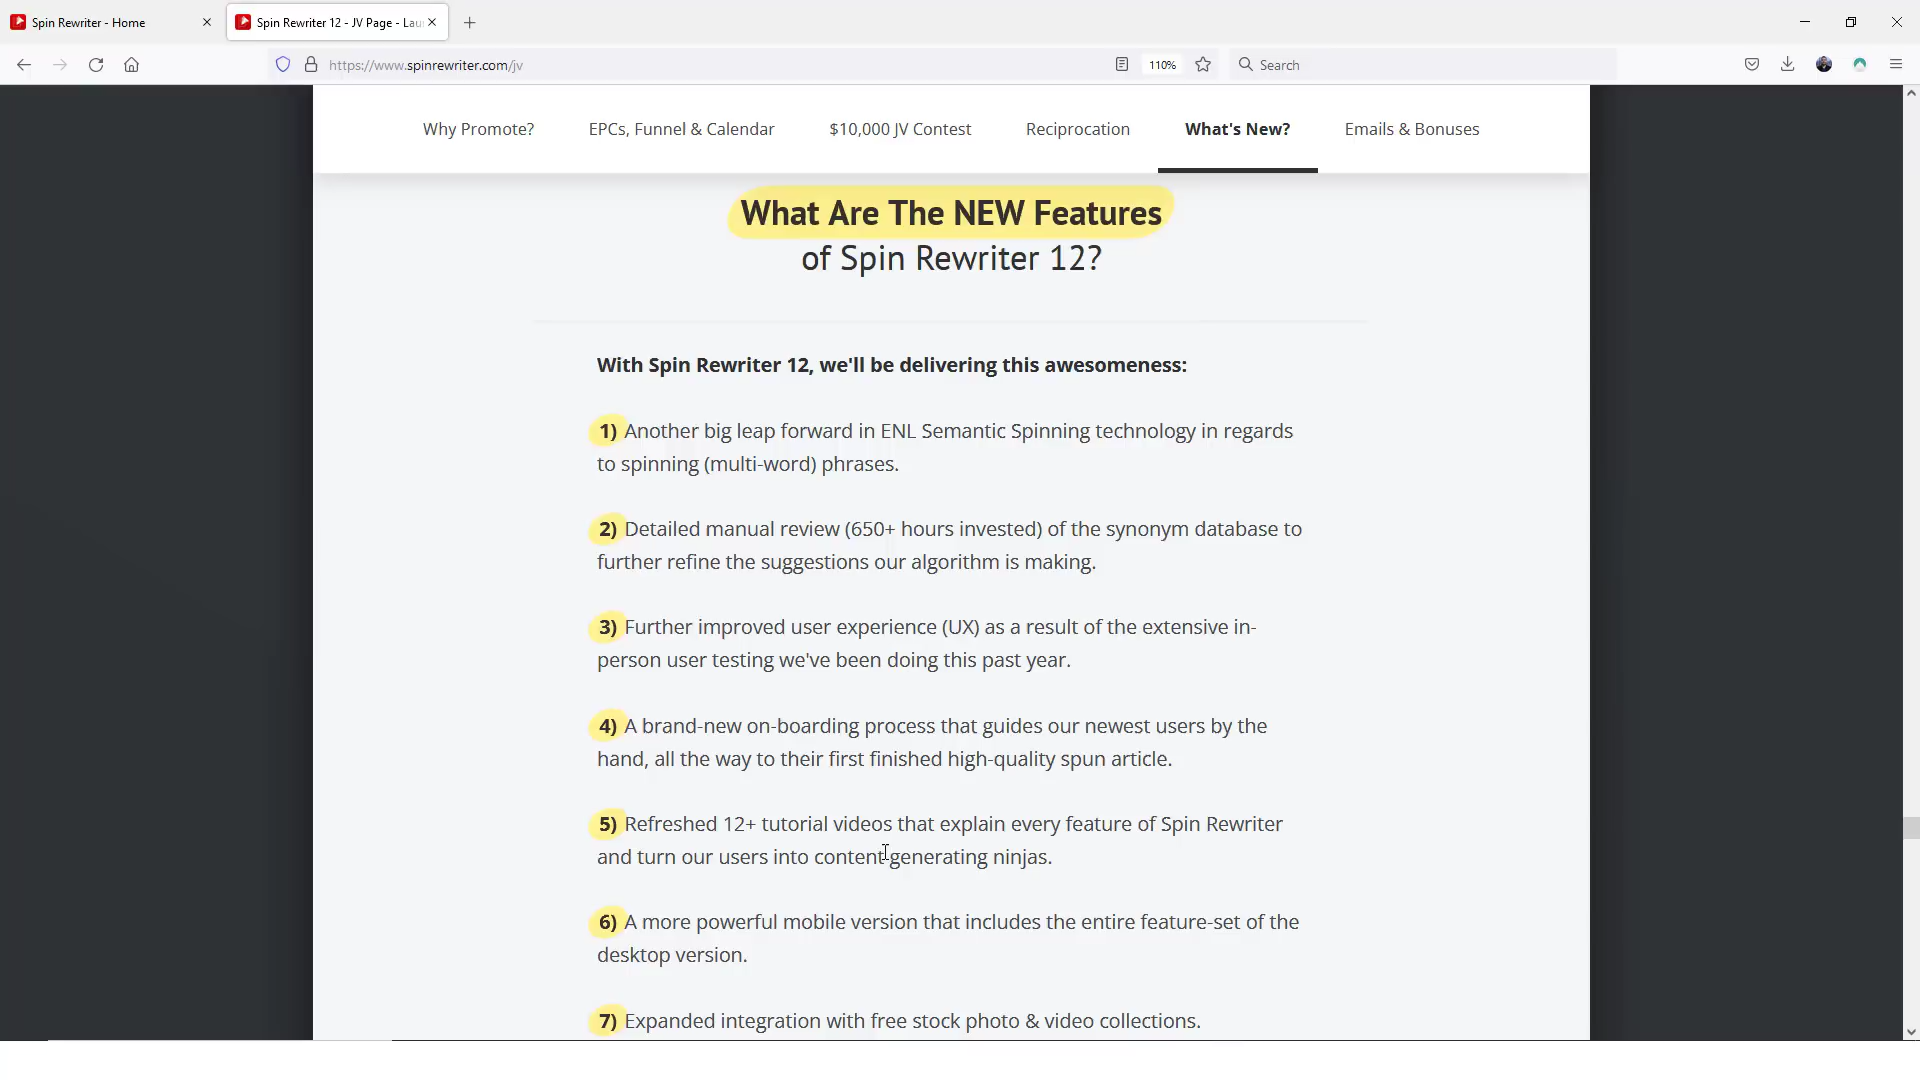 Spin Rewriter - Home
Spin Rewriter 12 - JV Page - Lau
https://www.spinrewriter.com/jv
110%
Search
Why Promote?
EPCs, Funnel & Calendar
$10,000 JV Contest
Reciprocation
What's New?
Emails & Bonuses
What Are The NEW Features
of Spin Rewriter 12?
With Spin Rewriter 12, we'll be delivering this awesomeness:
1) Another big leap forward in ENL Semantic Spinning technology in regards
to spinning (multi-word) phrases.
2) Detailed manual review (650+ hours invested) of the synonym database to
further refine the suggestions our algorithm is making.
3) Further improved user experience (UX) as a result of the extensive in-
person user testing we've been doing this past year.
4) A brand-new on-boarding process that guides our newest users by the
hand, all the way to their first finished high-quality spun article.
5) Refreshed 12+ tutorial videos that explain every feature of Spin Rewriter
and turn our users into content generating ninjas.
6) A more powerful mobile version that includes the entire feature-set of the
desktop version.
7) Expanded integration with free stock photo & video collections.